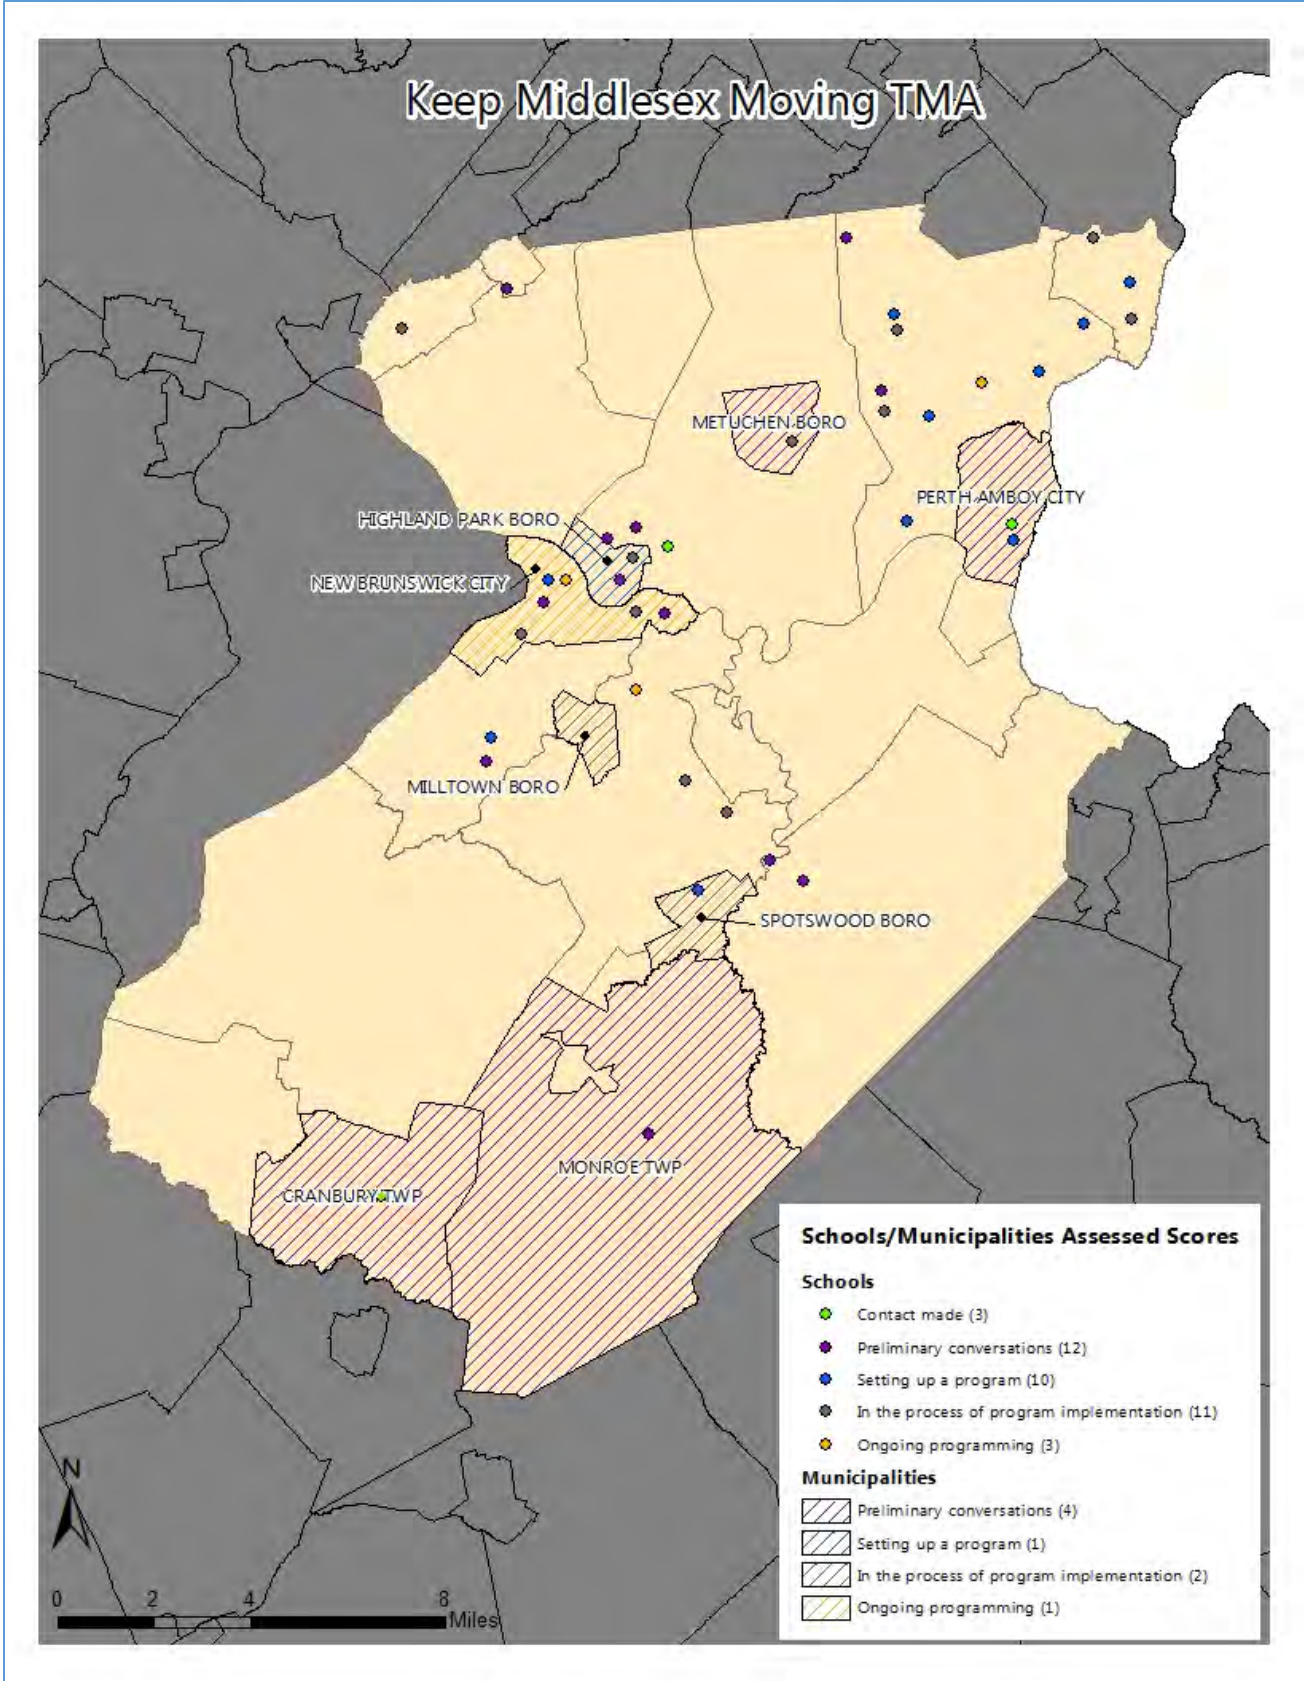 Keep Middlesex Moving TMA
METUCHEN BORO
PERTH AMBOY CITY
HIGHLAND PARK BORO
NEW BRUNSWICK CITY
MILLTOWN BORO
SPOTSWOOD BORO
MONROE TWP
CRANBURY TWP
Schools/Municipalities Assessed Scores
Schools
Contact made (3)
Preliminary conversations (12)
Setting up a program (10)
In the process of program implementation (11)
Ongoing programming (3)
Municipalities
Preliminary conversations (4)
Setting up a program (1)
In the process of program implementation (2)
Ongoing programming (1)
N
0 2 4 8
Miles